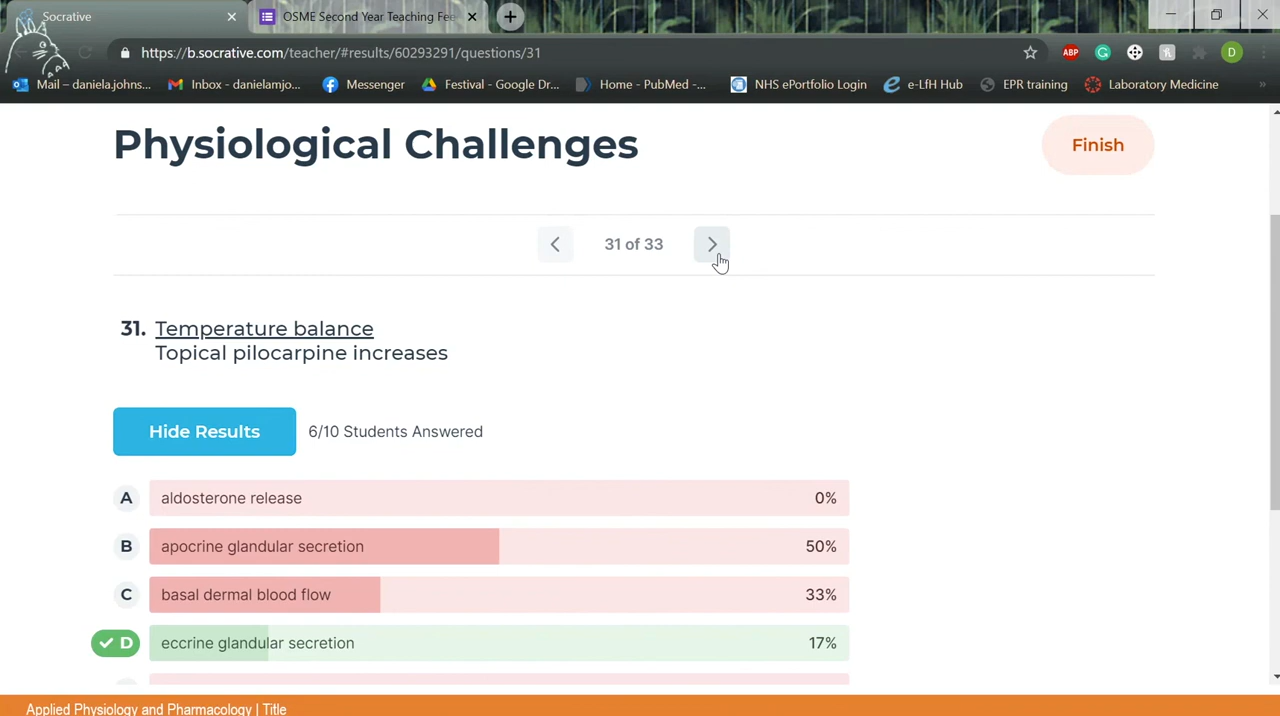 Socrative
OSME Second Year Teaching Fee
https://b.socrative.com/teacher/#results/60293291/questions/31
ABP
D
Mail – daniela.johns...
Inbox - danielamjo...
Messenger
Festival - Google Dr...
Home - PubMed -...
NHS ePortfolio Login
e-LfH Hub
EPR training
Laboratory Medicine
Physiological Challenges
Finish
31 of 33
31. Temperature balance
Topical pilocarpine increases
Hide Results
6/10 Students Answered
A aldosterone release 0%
B apocrine glandular secretion 50%
C basal dermal blood flow 33%
D eccrine glandular secretion 17%
Applied Physiology and Pharmacology | Title